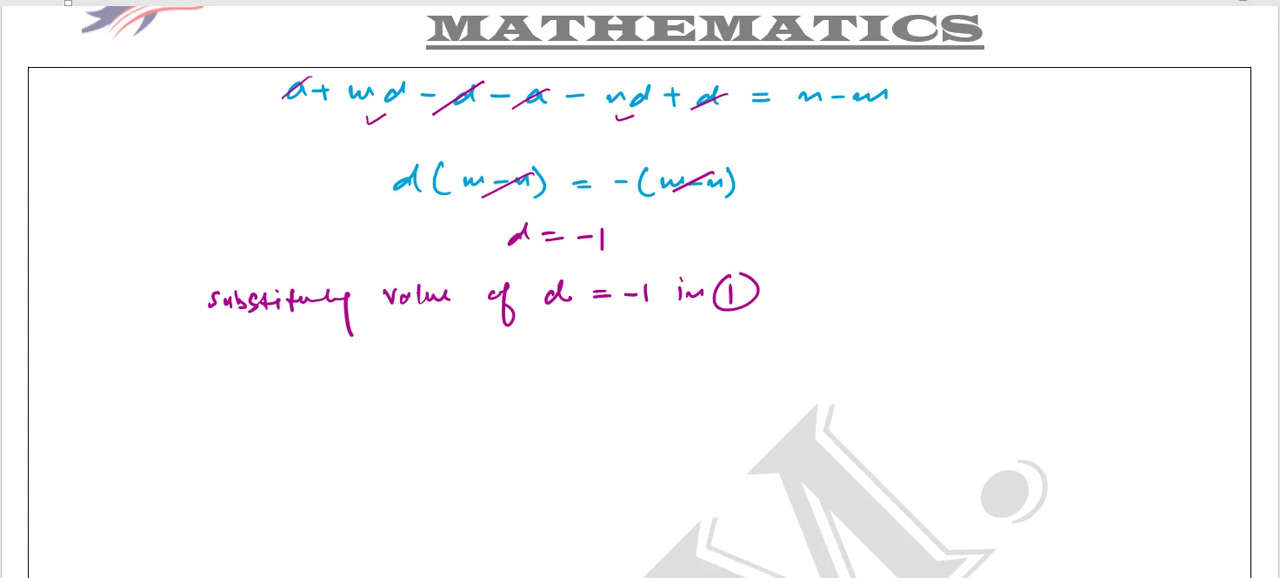 MATHEMATICS
a + md - d - a - nd + d = n - m
d(m-n) = -(m-n)
d = -1
substituting value of d = -1 in ①
M.